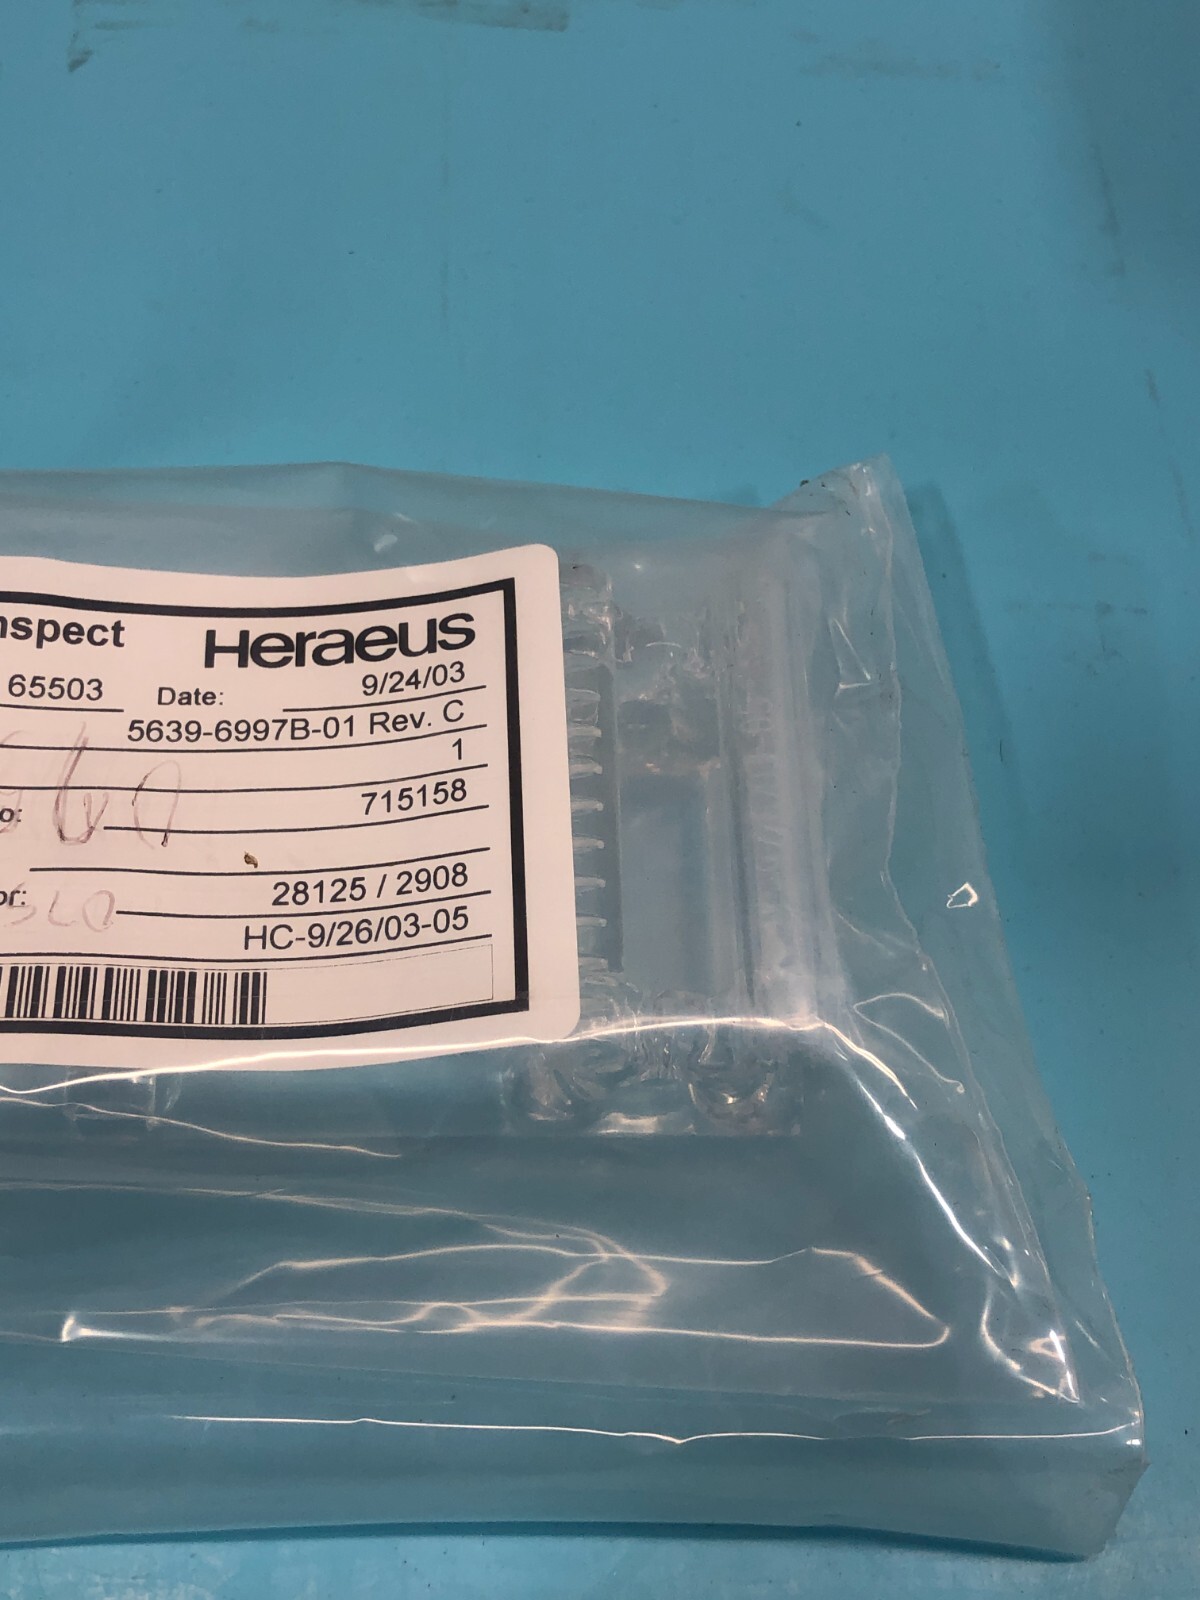 nspect Heraeus
65503 Date: 9/24/03
5639-6997B-01 Rev. C
1
o: 715158
or: 28125 / 2908
HC-9/26/03-05